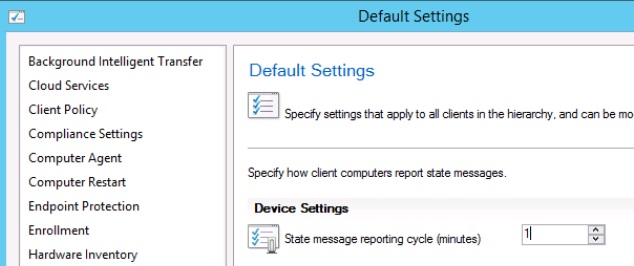 Default Settings
Background Intelligent Transfer
Cloud Services
Client Policy
Compliance Settings
Computer Agent
Computer Restart
Endpoint Protection
Enrollment
Hardware Inventory
Default Settings
Specify settings that apply to all clients in the hierarchy, and can be mo
Specify how client computers report state messages.
Device Settings
State message reporting cycle (minutes) 1